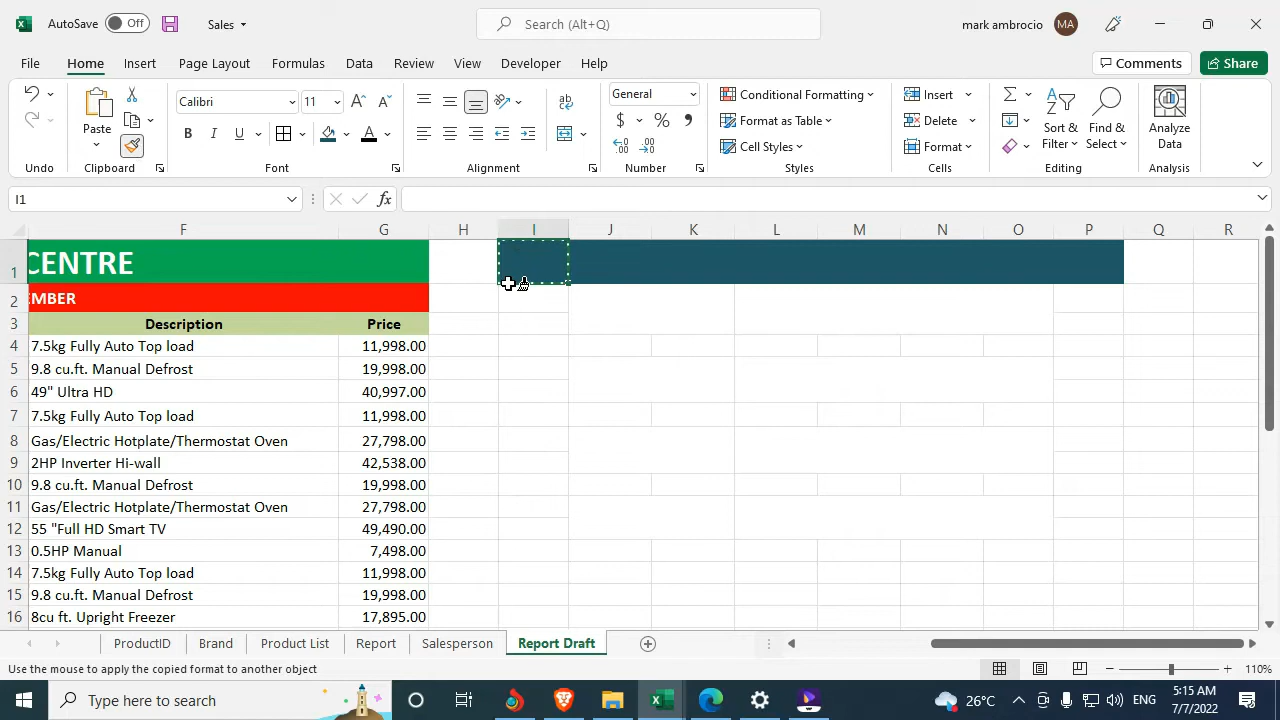 AutoSave Off Sales Search (Alt+Q) mark ambrocio MA
File Home Insert Page Layout Formulas Data Review View Developer Help Comments Share
Paste Calibri 11 General Conditional Formatting Insert
Format as Table Delete Sort & Find & Analyze
Cell Styles Format Filter Select Data
Undo Clipboard Font Alignment Number Styles Cells Editing Analysis
I1 fx
F G H I J K L M N O P Q R
1 CENTRE
2 EMBER
3 Description Price
4 7.5kg Fully Auto Top load 11,998.00
5 9.8 cu.ft. Manual Defrost 19,998.00
6 49" Ultra HD 40,997.00
7 7.5kg Fully Auto Top load 11,998.00
8 Gas/Electric Hotplate/Thermostat Oven 27,798.00
9 2HP Inverter Hi-wall 42,538.00
10 9.8 cu.ft. Manual Defrost 19,998.00
11 Gas/Electric Hotplate/Thermostat Oven 27,798.00
12 55 "Full HD Smart TV 49,490.00
13 0.5HP Manual 7,498.00
14 7.5kg Fully Auto Top load 11,998.00
15 9.8 cu.ft. Manual Defrost 19,998.00
16 8cu ft. Upright Freezer 17,895.00
ProductID Brand Product List Report Salesperson Report Draft
Use the mouse to apply the copied format to another object 110%
Type here to search 26°C ENG 5:15 AM
7/7/2022